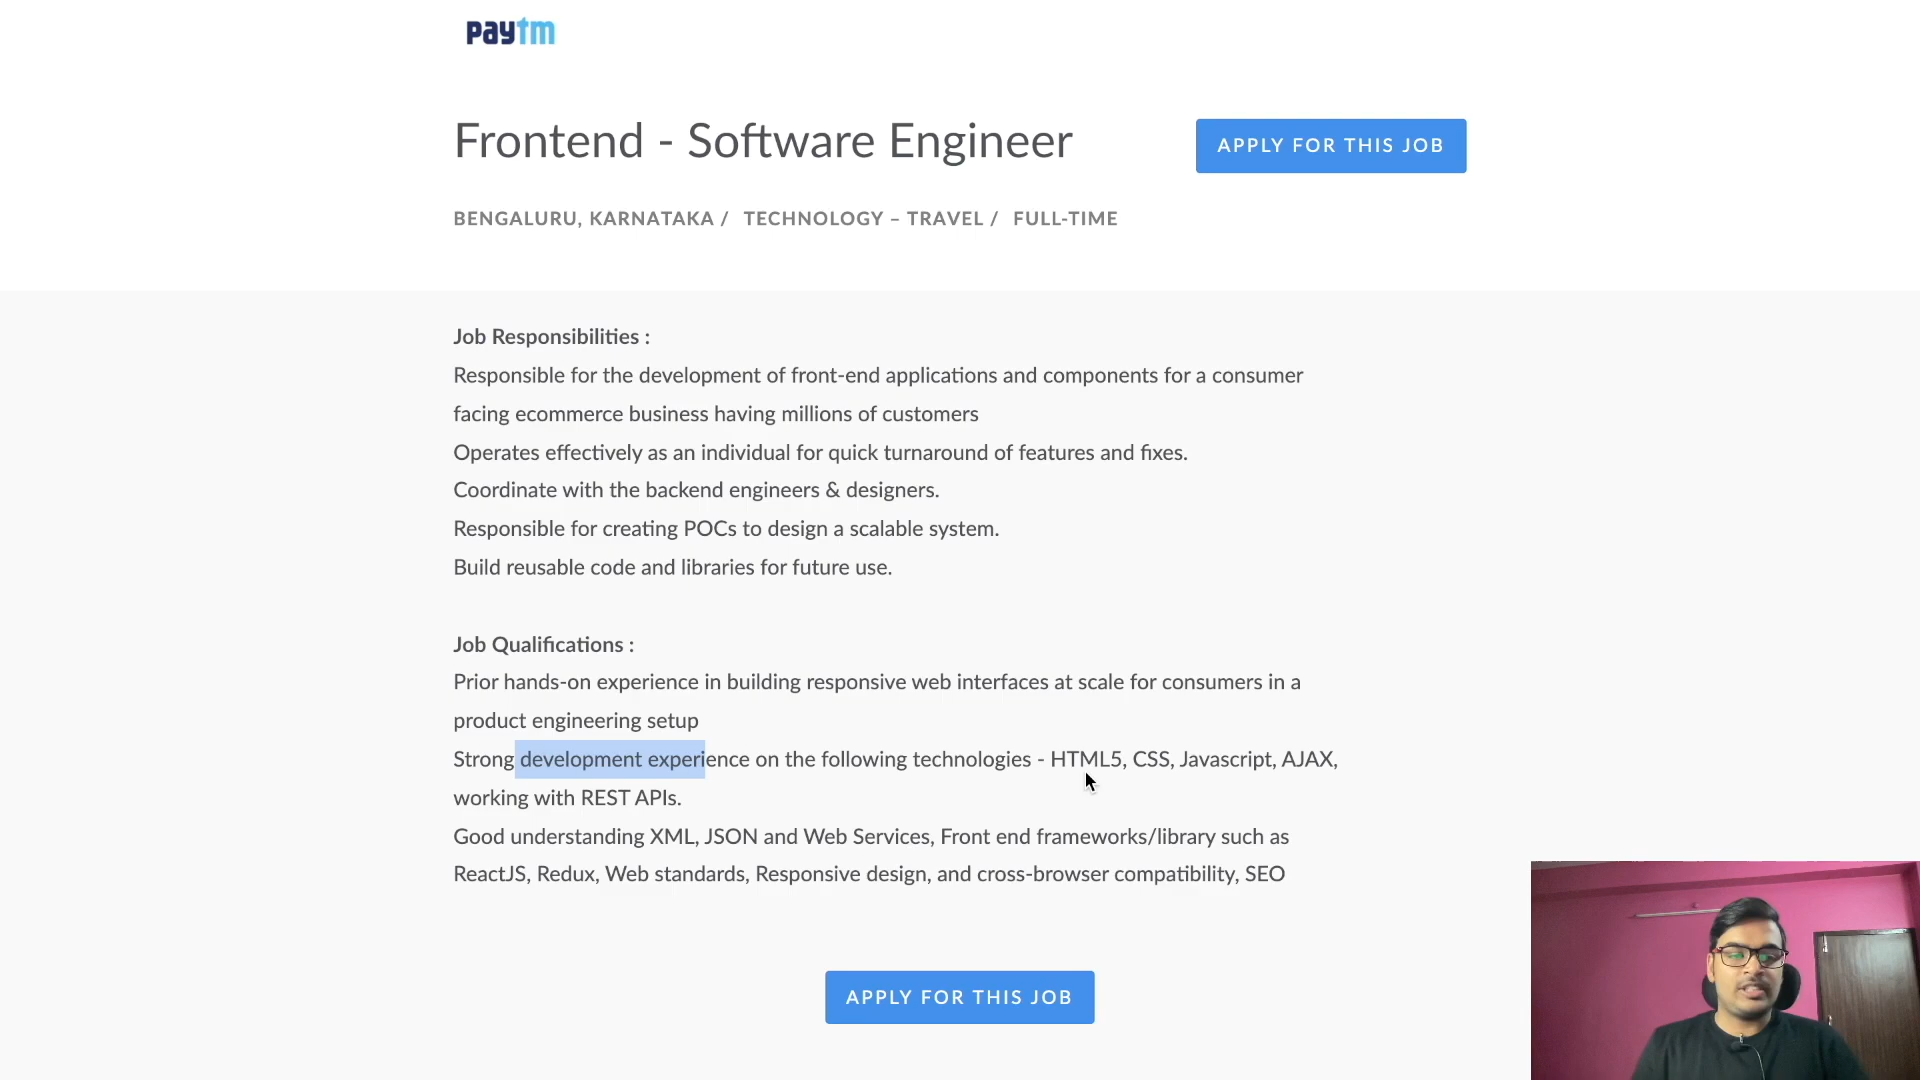 paytm
Frontend - Software Engineer
APPLY FOR THIS JOB
BENGALURU, KARNATAKA / TECHNOLOGY – TRAVEL / FULL-TIME
Job Responsibilities :
Responsible for the development of front-end applications and components for a consumer
facing ecommerce business having millions of customers
Operates effectively as an individual for quick turnaround of features and fixes.
Coordinate with the backend engineers & designers.
Responsible for creating POCs to design a scalable system.
Build reusable code and libraries for future use.
Job Qualifications :
Prior hands-on experience in building responsive web interfaces at scale for consumers in a
product engineering setup
Strong development experience on the following technologies - HTML5, CSS, Javascript, AJAX,
working with REST APIs.
Good understanding XML, JSON and Web Services, Front end frameworks/library such as
ReactJS, Redux, Web standards, Responsive design, and cross-browser compatibility, SEO
APPLY FOR THIS JOB